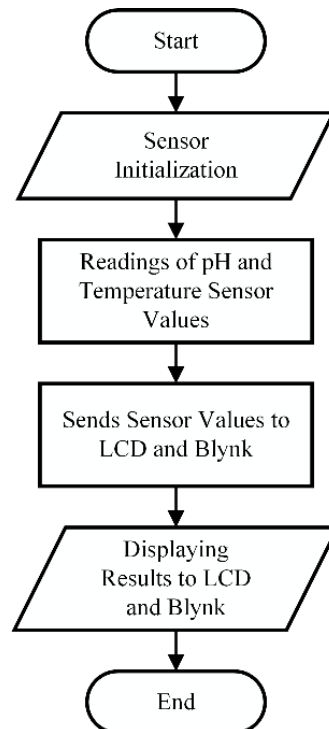 Start
Sensor
Initialization
Readings of pH and
Temperature Sensor
Values
Sends Sensor Values to
LCD and Blynk
Displaying
Results to LCD
and Blynk
End